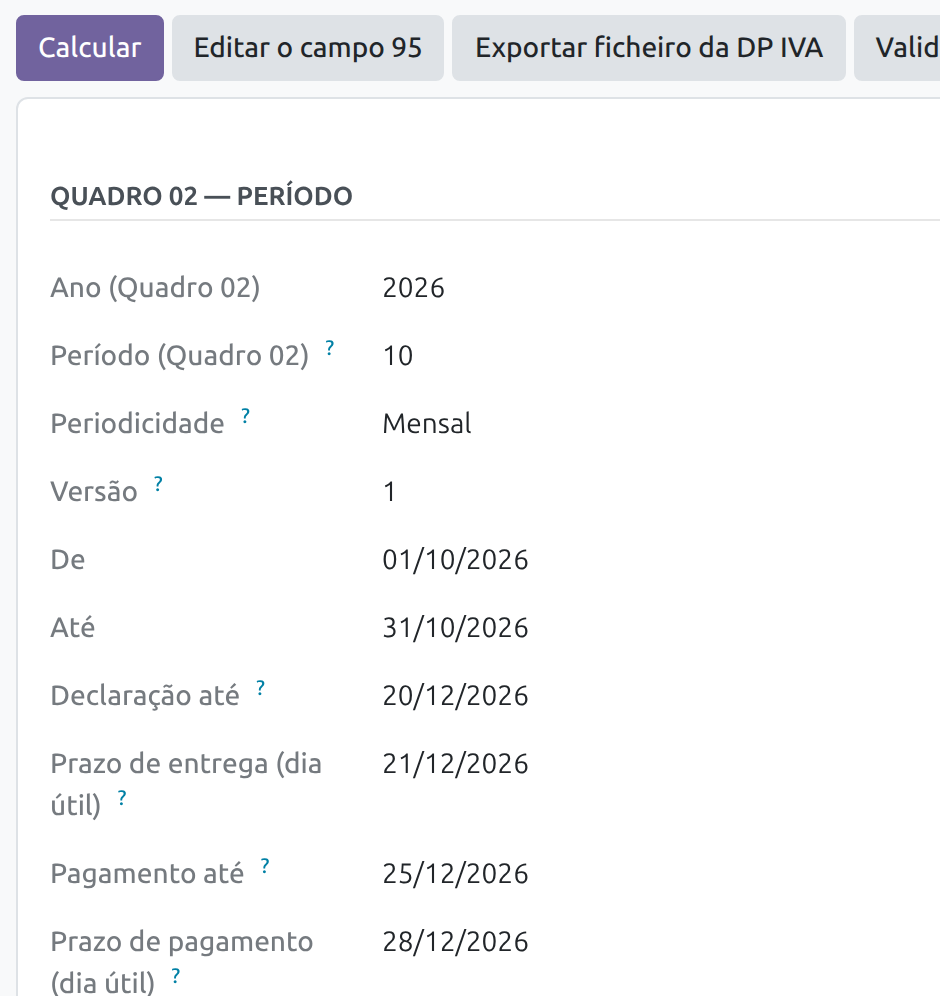 Calcular
Editar o campo 95
Exportar ficheiro da DP IVA
Valid
QUADRO 02 — PERÍODO
Ano (Quadro 02) 2026
Período (Quadro 02) ? 10
Periodicidade ? Mensal
Versão ? 1
De 01/10/2026
Até 31/10/2026
Declaração até ? 20/12/2026
Prazo de entrega (dia 21/12/2026
útil) ?
Pagamento até ? 25/12/2026
Prazo de pagamento 28/12/2026
(dia útil) ?